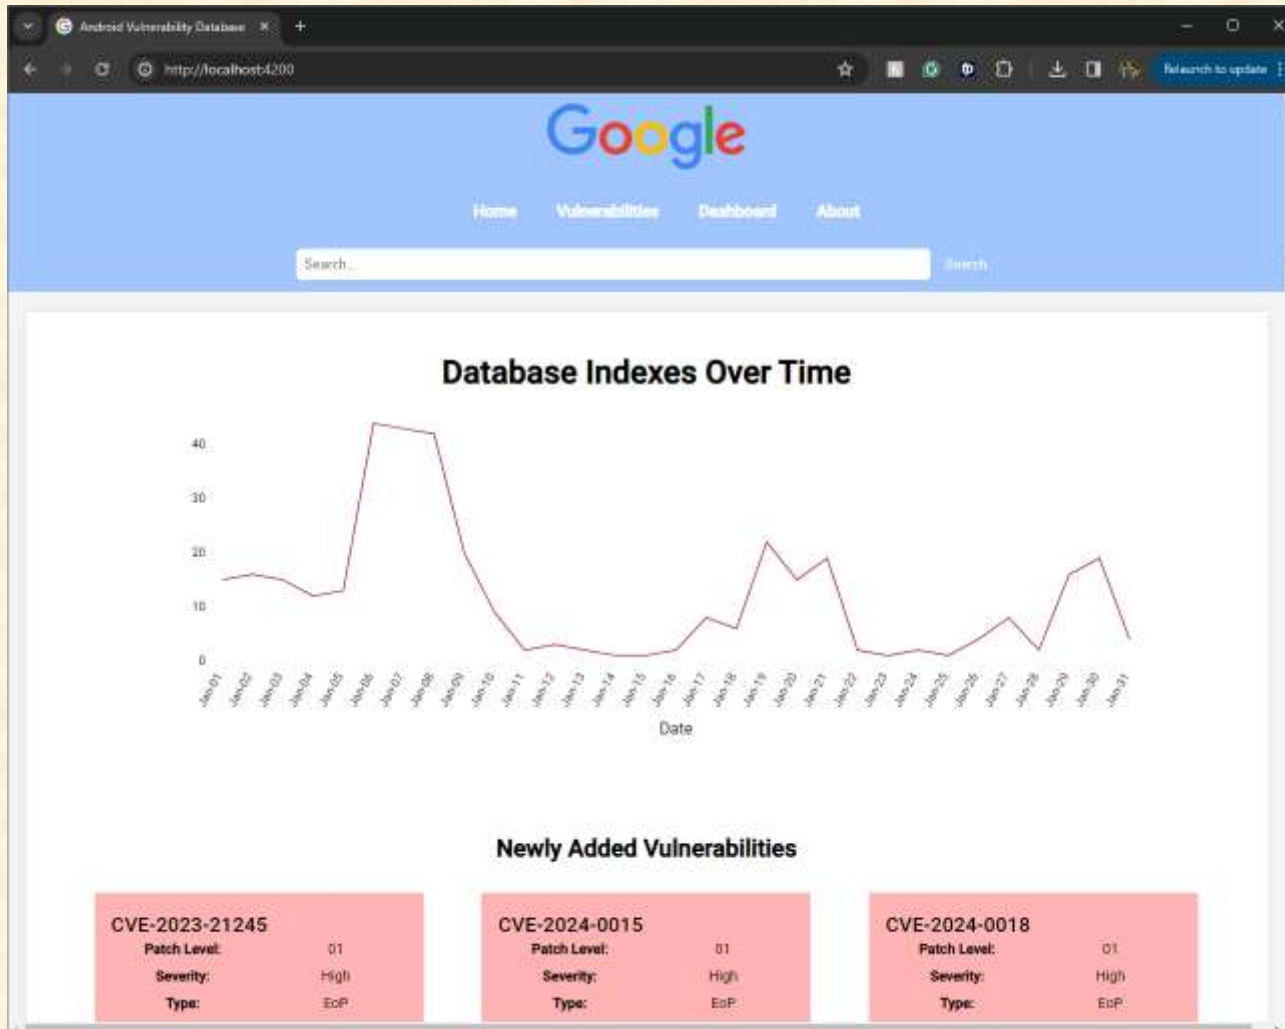 Android Vulnerability Database
http://localhost:4200
Relaunch to update
Google
Home Vulnerabilities Dashboard About
Search...
Search
Database Indexes Over Time
40
30
20
10
0
Jan-01 Jan-02 Jan-03 Jan-04 Jan-05 Jan-06 Jan-07 Jan-08 Jan-09 Jan-10 Jan-11 Jan-12 Jan-13 Jan-14 Jan-15 Jan-16 Jan-17 Jan-18 Jan-19 Jan-20 Jan-21 Jan-22 Jan-23 Jan-24 Jan-25 Jan-26 Jan-27 Jan-28 Jan-29 Jan-30 Jan-31
Date
Newly Added Vulnerabilities
CVE-2023-21245 CVE-2024-0015 CVE-2024-0018
Patch Level: 01 Patch Level: 01 Patch Level: 01
Severity: High Severity: High Severity: High
Type: EoP Type: EoP Type: EoP